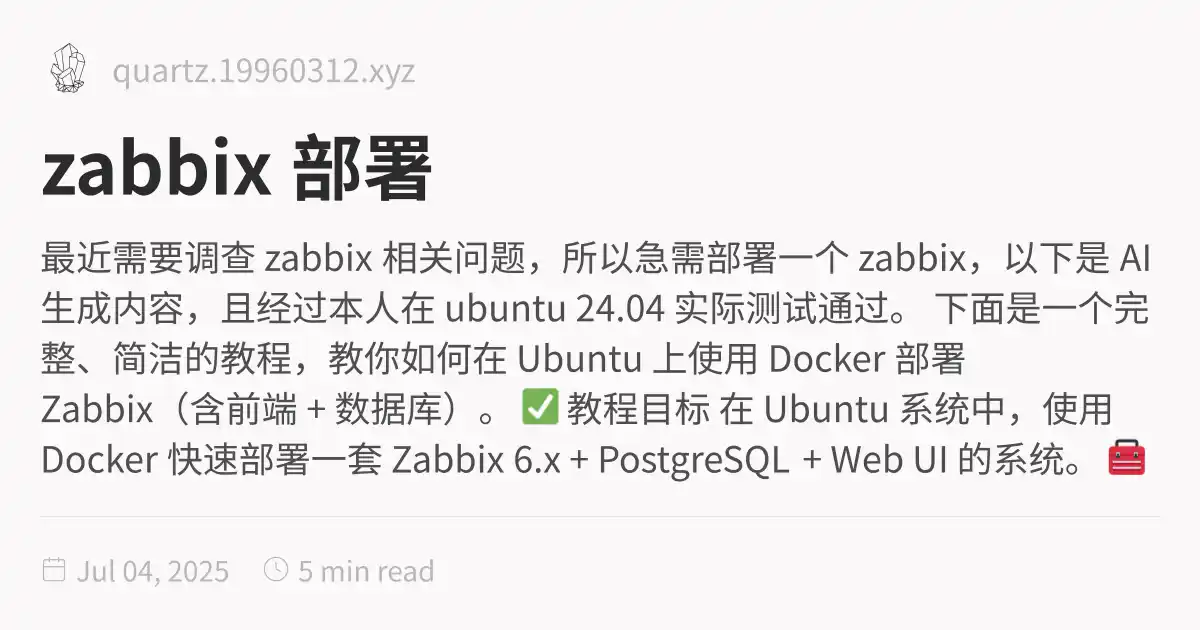 quartz.19960312.xyz
zabbix 部署
最近需要调查 zabbix 相关问题，所以急需部署一个 zabbix，以下是 AI
生成内容，且经过本人在 ubuntu 24.04 实际测试通过。 下面是一个完
整、简洁的教程，教你如何在 Ubuntu 上使用 Docker 部署
Zabbix（含前端 + 数据库）。 ✅ 教程目标 在 Ubuntu 系统中，使用
Docker 快速部署一套 Zabbix 6.x + PostgreSQL + Web UI 的系统。 🧰
Jul 04, 2025 5 min read